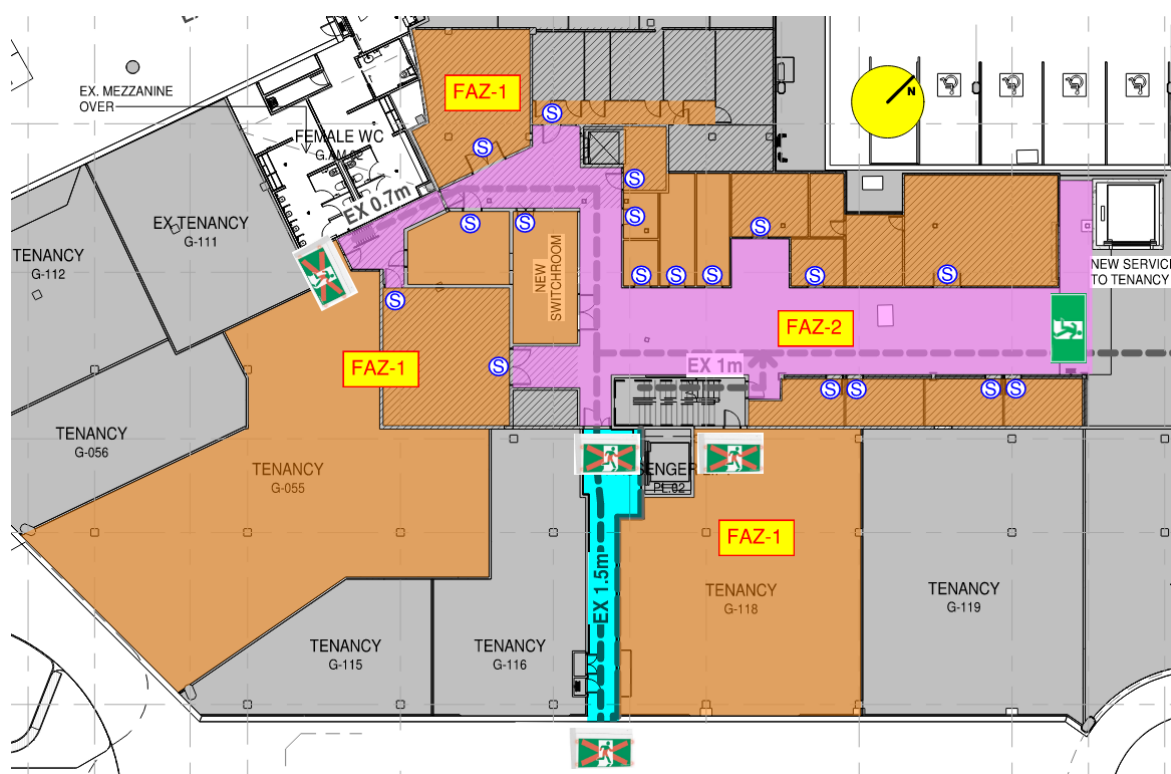 EX. MEZZANINE
OVER
FAZ-1
N
S
FEMALE WC
S
EX 0.7m
S
EX.TENANCY
G-111
TENANCY
G-112
S
S
S
S
NEW
SWITCHROOM
NEW SERVICE
TO TENANCY
S
S
S
S
S
S
FAZ-2
FAZ-1
S
EX 1m
S
S
S
S
TENANCY
G-056
TENANCY
G-055
PL.02
FAZ-1
EX 1.5m
TENANCY
G-118
TENANCY
G-119
TENANCY
G-115
TENANCY
G-116